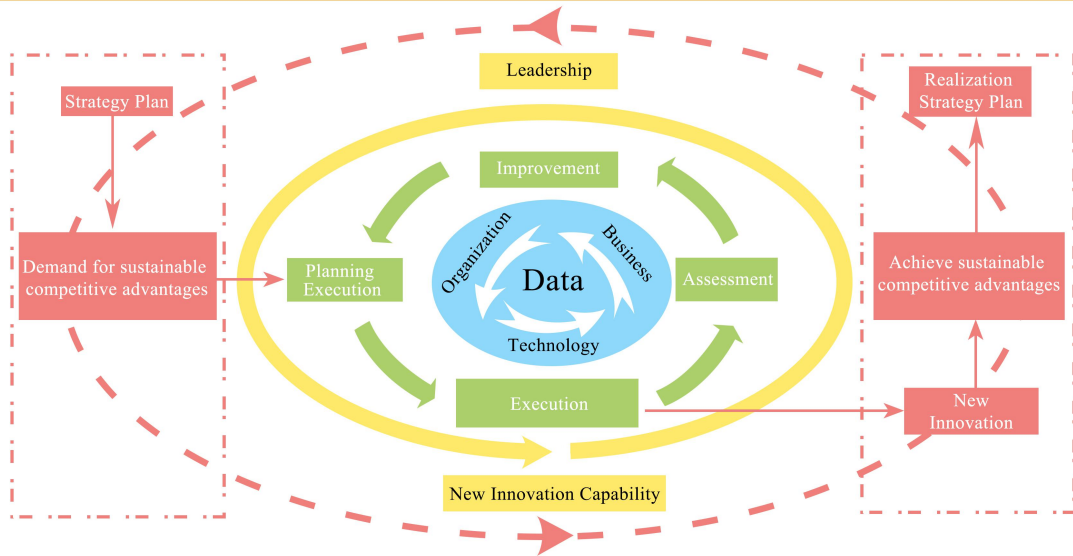 Leadership
Strategy Plan
Realization
Strategy Plan
Improvement
Organization
Business
Demand for sustainable
competitive advantages
Planning
Execution
Data
Assessment
Achieve sustainable
competitive advantages
Technology
Execution
New
Innovation
New Innovation Capability